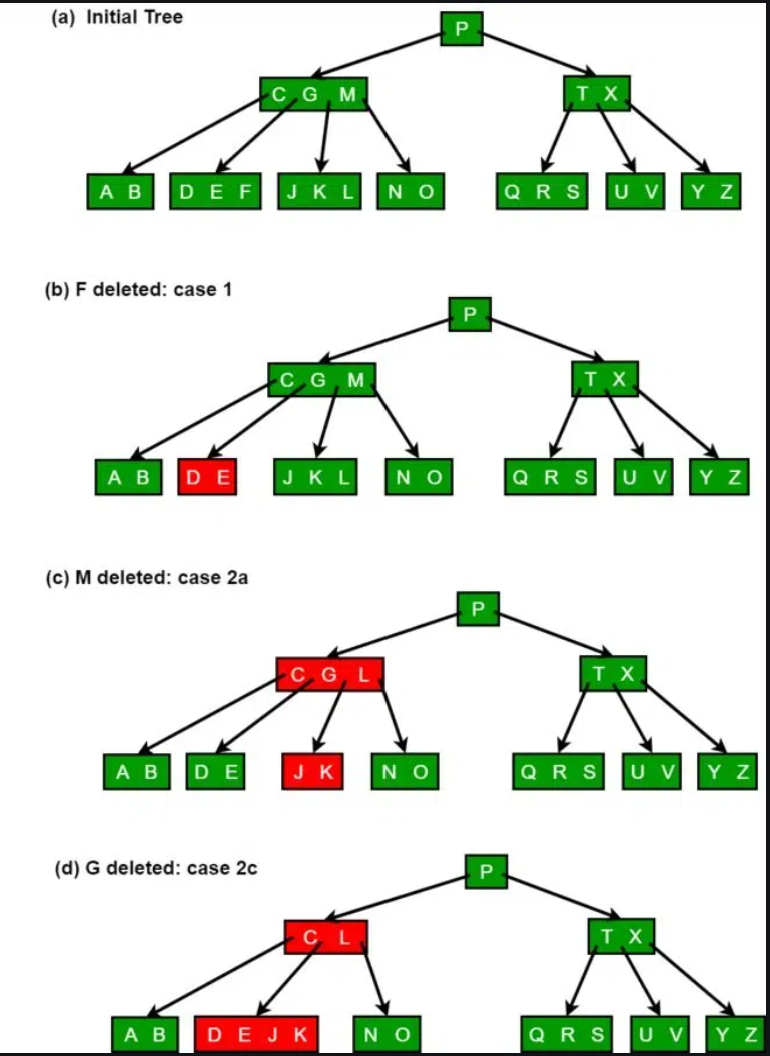 (a) Initial Tree
P
C G M T X
A B D E F J K L N O Q R S U V Y Z
(b) F deleted: case 1
P
C G M T X
A B D E J K L N O Q R S U V Y Z
(c) M deleted: case 2a
P
C G L T X
A B D E J K N O Q R S U V Y Z
(d) G deleted: case 2c
P
C L T X
A B D E J K N O Q R S U V Y Z